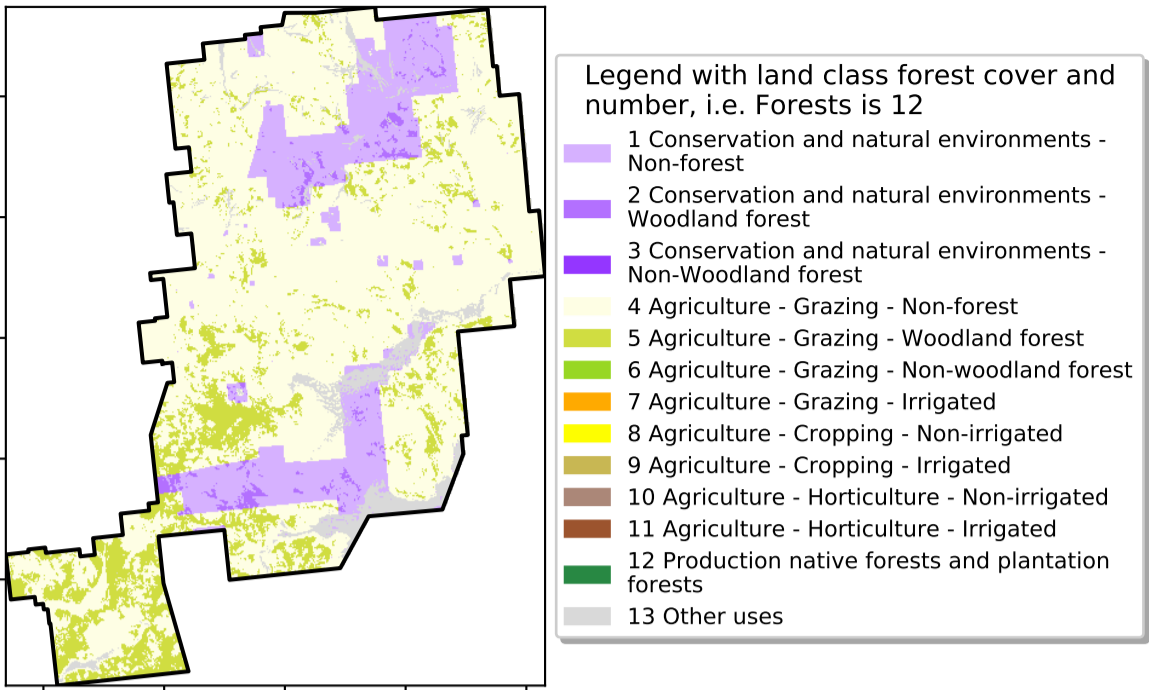 Legend with land class forest cover and
number, i.e. Forests is 12
1 Conservation and natural environments -
Non-forest
2 Conservation and natural environments -
Woodland forest
3 Conservation and natural environments -
Non-Woodland forest
4 Agriculture - Grazing - Non-forest
5 Agriculture - Grazing - Woodland forest
6 Agriculture - Grazing - Non-woodland forest
7 Agriculture - Grazing - Irrigated
8 Agriculture - Cropping - Non-irrigated
9 Agriculture - Cropping - Irrigated
10 Agriculture - Horticulture - Non-irrigated
11 Agriculture - Horticulture - Irrigated
12 Production native forests and plantation
forests
13 Other uses